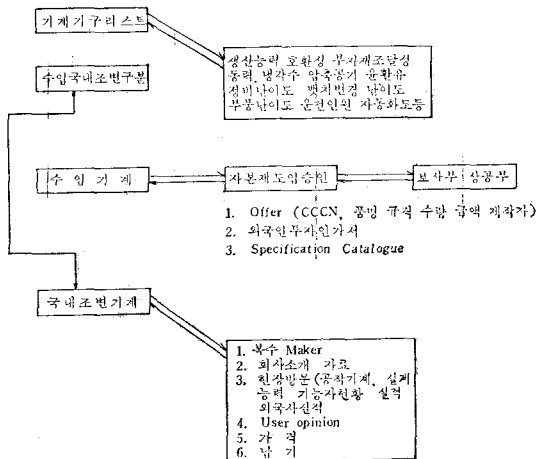 기계기구리스트
생산능력 호환성 부자재조달성
동력, 냉각수 압축공기 윤환유
정비난이도 뱃치변경 난이도
부품난이도 운전인원 자동화도등
수입국내조변구분
수 입 기 계
자본재도입승인
보사부 상공부
1. Offer (CCCN, 품명 규격 수량 금액 제작자)
2. 외국인투자인가서
3. Specification Catalogue
국내조변기계
1. 복수 Maker
2. 회사소개 자료
3. 현장방문(공작기계, 설계
능력 기능자현황 실적
외국사실적
4. User opinion
5. 가 격
6. 납 기